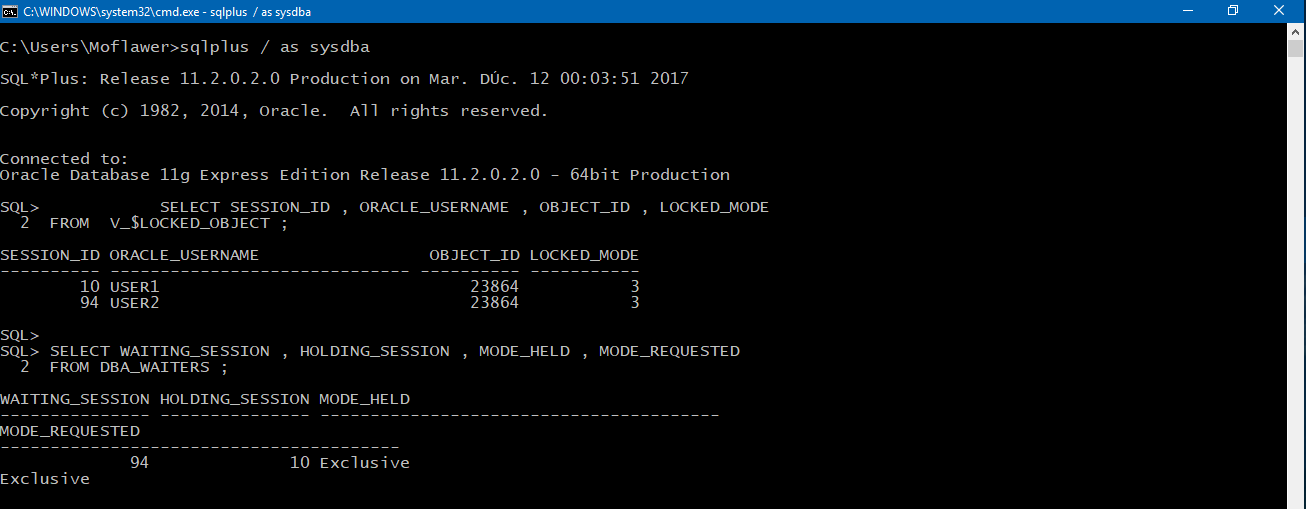 C:\WINDOWS\system32\cmd.exe - sqlplus / as sysdba
C:\Users\Moflawer>sqlplus / as sysdba
SQL*Plus: Release 11.2.0.2.0 Production on Mar. DÚc. 12 00:03:51 2017
Copyright (c) 1982, 2014, Oracle.  All rights reserved.
Connected to:
Oracle Database 11g Express Edition Release 11.2.0.2.0 - 64bit Production
SQL>            SELECT SESSION_ID , ORACLE_USERNAME , OBJECT_ID , LOCKED_MODE
  2  FROM  V_$LOCKED_OBJECT ;
SESSION_ID ORACLE_USERNAME                 OBJECT_ID LOCKED_MODE
---------- ------------------------------ ---------- -----------
        10 USER1                               23864           3
        94 USER2                               23864           3
SQL>
SQL> SELECT WAITING_SESSION , HOLDING_SESSION , MODE_HELD , MODE_REQUESTED
  2  FROM DBA_WAITERS ;
WAITING_SESSION HOLDING_SESSION MODE_HELD
--------------- --------------- ----------------------------------------
MODE_REQUESTED
----------------------------------------
             94              10 Exclusive
Exclusive